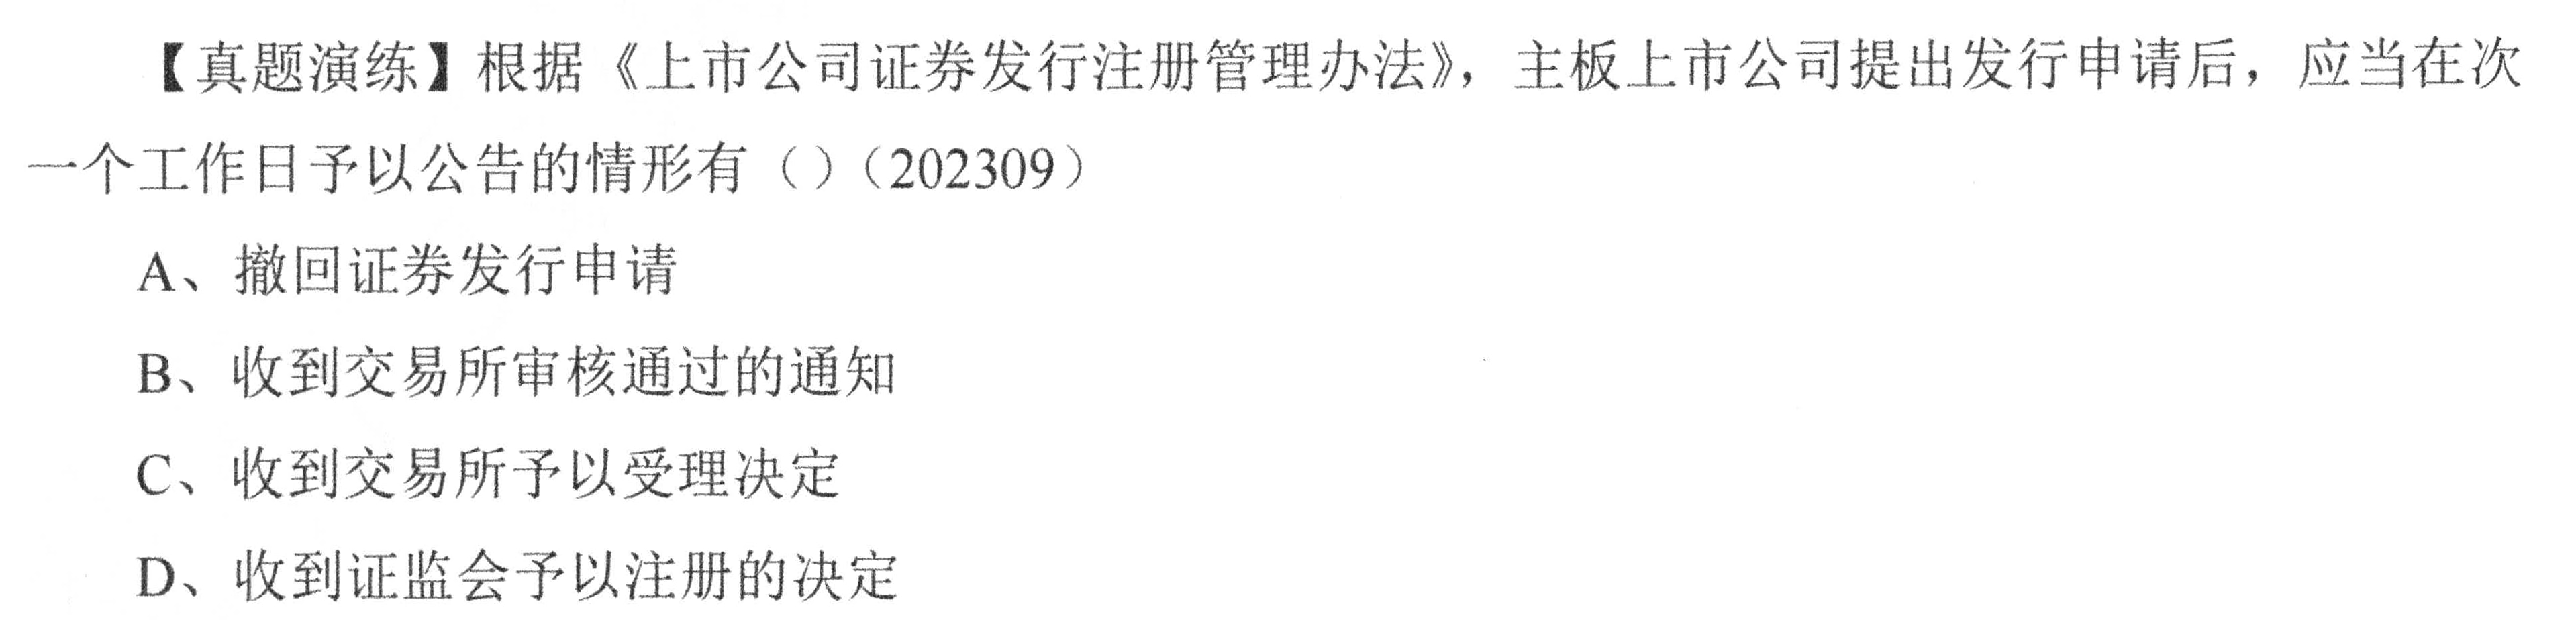 【真题演练】根据《上市公司证券发行注册管理办法》，主板上市公司提出发行申请后，应当在次
一个工作日予以公告的情形有（）（202309）
A、撤回证券发行申请
B、收到交易所审核通过的通知
C、收到交易所予以受理决定
D、收到证监会予以注册的决定